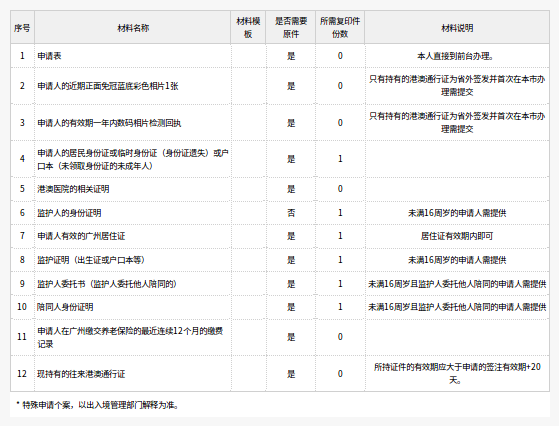 序号 材料名称 材料模板 是否需要原件 所需复印件份数 材料说明
1 申请表 是 0 本人直接到前台办理。
2 申请人的近期正面免冠蓝底彩色相片1张 是 0 只有持有的港澳通行证为省外签发并首次在本市办理需提交
3 申请人的有效期一年内数码相片检测回执 是 0 只有持有的港澳通行证为省外签发并首次在本市办理需提交
4 申请人的居民身份证或临时身份证（身份证遗失）或户口本（未领取身份证的未成年人） 是 1
5 港澳医院的相关证明 是 0
6 监护人的身份证明 否 1 未满16周岁的申请人需提供
7 申请人有效的广州居住证 是 1 居住证有效期内即可
8 监护证明（出生证或户口本等） 是 1 未满16周岁的申请人需提供
9 监护人委托书（监护人委托他人陪同的） 是 1 未满16周岁且监护人委托他人陪同的申请人需提供
10 陪同人身份证明 是 1 未满16周岁且监护人委托他人陪同的申请人需提供
11 申请人在广州缴交养老保险的最近连续12个月的缴费记录 是 0
12 现持有的往来港澳通行证 是 0 所持证件的有效期应大于申请的签注有效期+20天。
* 特殊申请个案，以出入境管理部门解释为准。